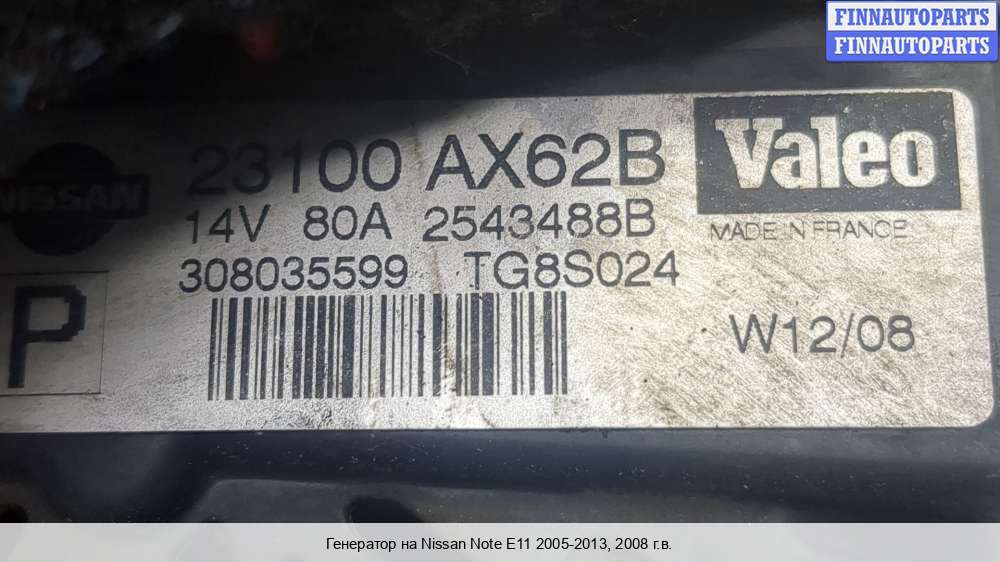 FINNAUTOPARTS
FINNAUTOPARTS
23100 AX62B
Valeo
NISSAN
14V 80A 2543488B
MADE IN FRANCE
308035599 TG8S024
P
W12/08
Генератор на Nissan Note E11 2005-2013, 2008 г.в.